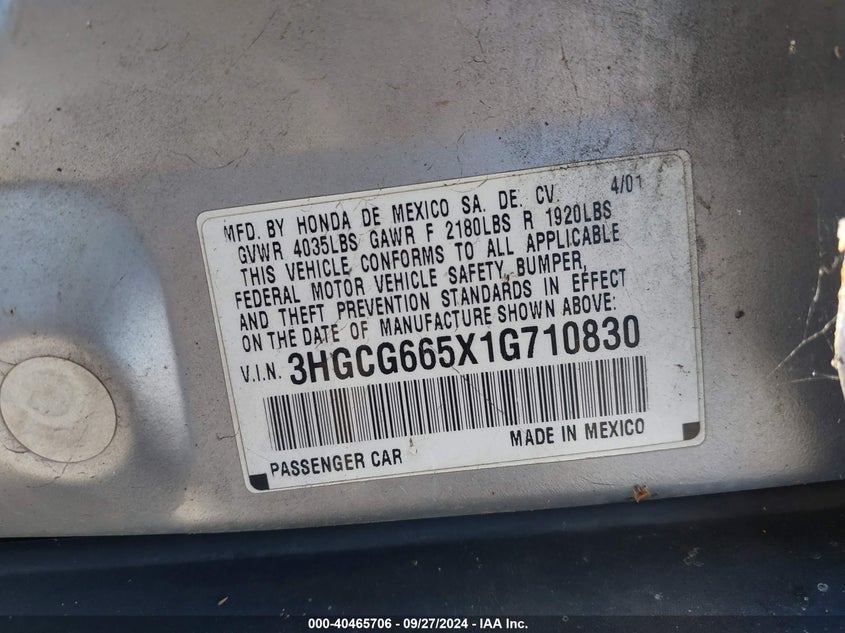 MFD. BY HONDA DE MEXICO SA. DE. CV. 4/01
GVWR 4035LBS GAWR F 2180LBS R 1920LBS
THIS VEHICLE CONFORMS TO ALL APPLICABLE
FEDERAL MOTOR VEHICLE SAFETY, BUMPER,
AND THEFT PREVENTION STANDARDS IN EFFECT
ON THE DATE OF MANUFACTURE SHOWN ABOVE:
V.I.N. 3HGCG665X1G710830
PASSENGER CAR MADE IN MEXICO
000-40465706 - 09/27/2024 - IAA Inc.